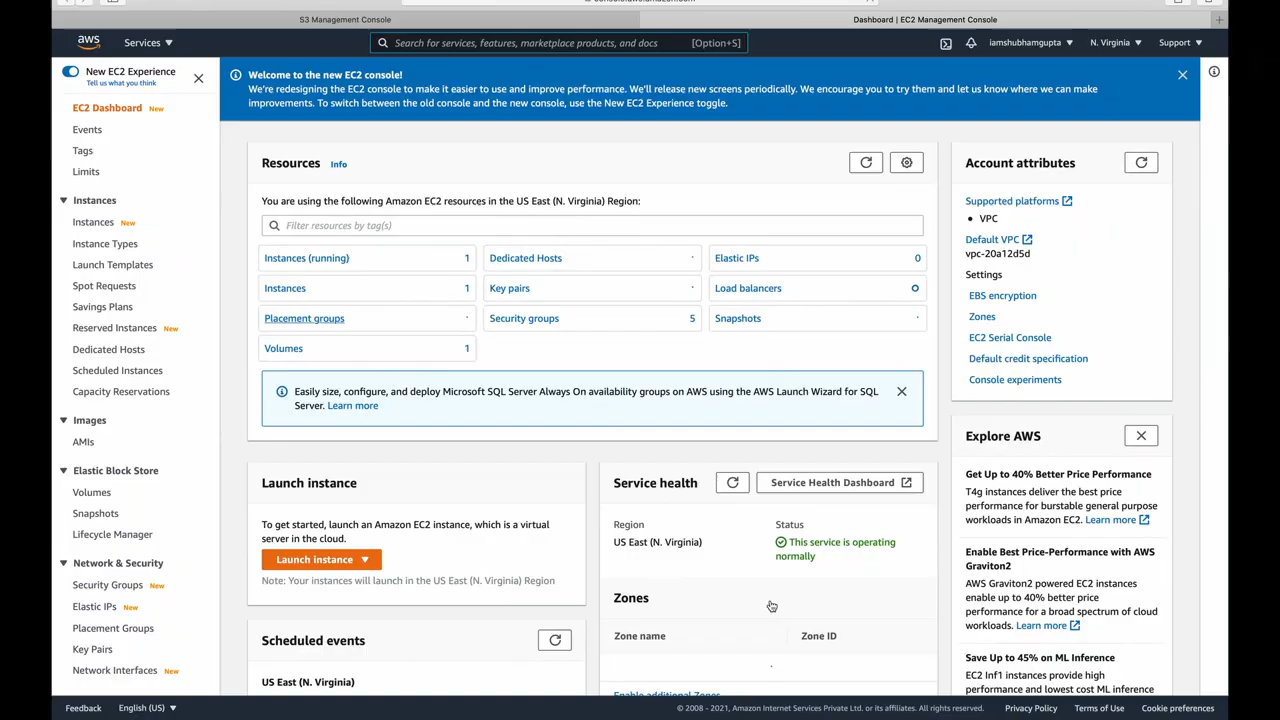 S3 Management Console
Dashboard | EC2 Management Console
aws
Services
Search for services, features, marketplace products, and docs
[Option+S]
iamshubhamgupta
N. Virginia
Support
New EC2 Experience
Tell us what you think
EC2 Dashboard New
Events
Tags
Limits
Instances
Instances New
Instance Types
Launch Templates
Spot Requests
Savings Plans
Reserved Instances New
Dedicated Hosts
Scheduled Instances
Capacity Reservations
Images
AMIs
Elastic Block Store
Volumes
Snapshots
Lifecycle Manager
Network & Security
Security Groups New
Elastic IPs New
Placement Groups
Key Pairs
Network Interfaces New
Welcome to the new EC2 console!
We're redesigning the EC2 console to make it easier to use and improve performance. We'll release new screens periodically. We encourage you to try them and let us know where we can
make improvements. To switch between the old console and the new console, use the New EC2 Experience toggle.
Resources Info
You are using the following Amazon EC2 resources in the US East (N. Virginia) Region:
Filter resources by tag(s)
Instances (running) 1
Dedicated Hosts
Elastic IPs 0
Instances 1
Key pairs
Load balancers
Placement groups
Security groups 5
Snapshots
Volumes 1
Easily size, configure, and deploy Microsoft SQL Server Always On availability groups on AWS using the AWS Launch Wizard for SQL
Server. Learn more
Launch instance
To get started, launch an Amazon EC2 instance, which is a virtual
server in the cloud.
Launch instance
Note: Your instances will launch in the US East (N. Virginia) Region
Scheduled events
US East (N. Virginia)
Service health
Service Health Dashboard
Region
Status
US East (N. Virginia)
This service is operating
normally
Zones
Zone name
Zone ID
Enable additional Zones
Account attributes
Supported platforms
VPC
Default VPC
vpc-20a12d5d
Settings
EBS encryption
Zones
EC2 Serial Console
Default credit specification
Console experiments
Explore AWS
Get Up to 40% Better Price Performance
T4g instances deliver the best price
performance for burstable general purpose
workloads in Amazon EC2. Learn more
Enable Best Price-Performance with AWS
Graviton2
AWS Graviton2 powered EC2 instances
enable up to 40% better price
performance for a broad spectrum of cloud
workloads. Learn more
Save Up to 45% on ML Inference
EC2 Inf1 instances provide high
performance and lowest cost ML inference
Feedback
English (US)
© 2008 - 2021, Amazon Internet Services Private Ltd. or its affiliates. All rights reserved.
Privacy Policy
Terms of Use
Cookie preferences